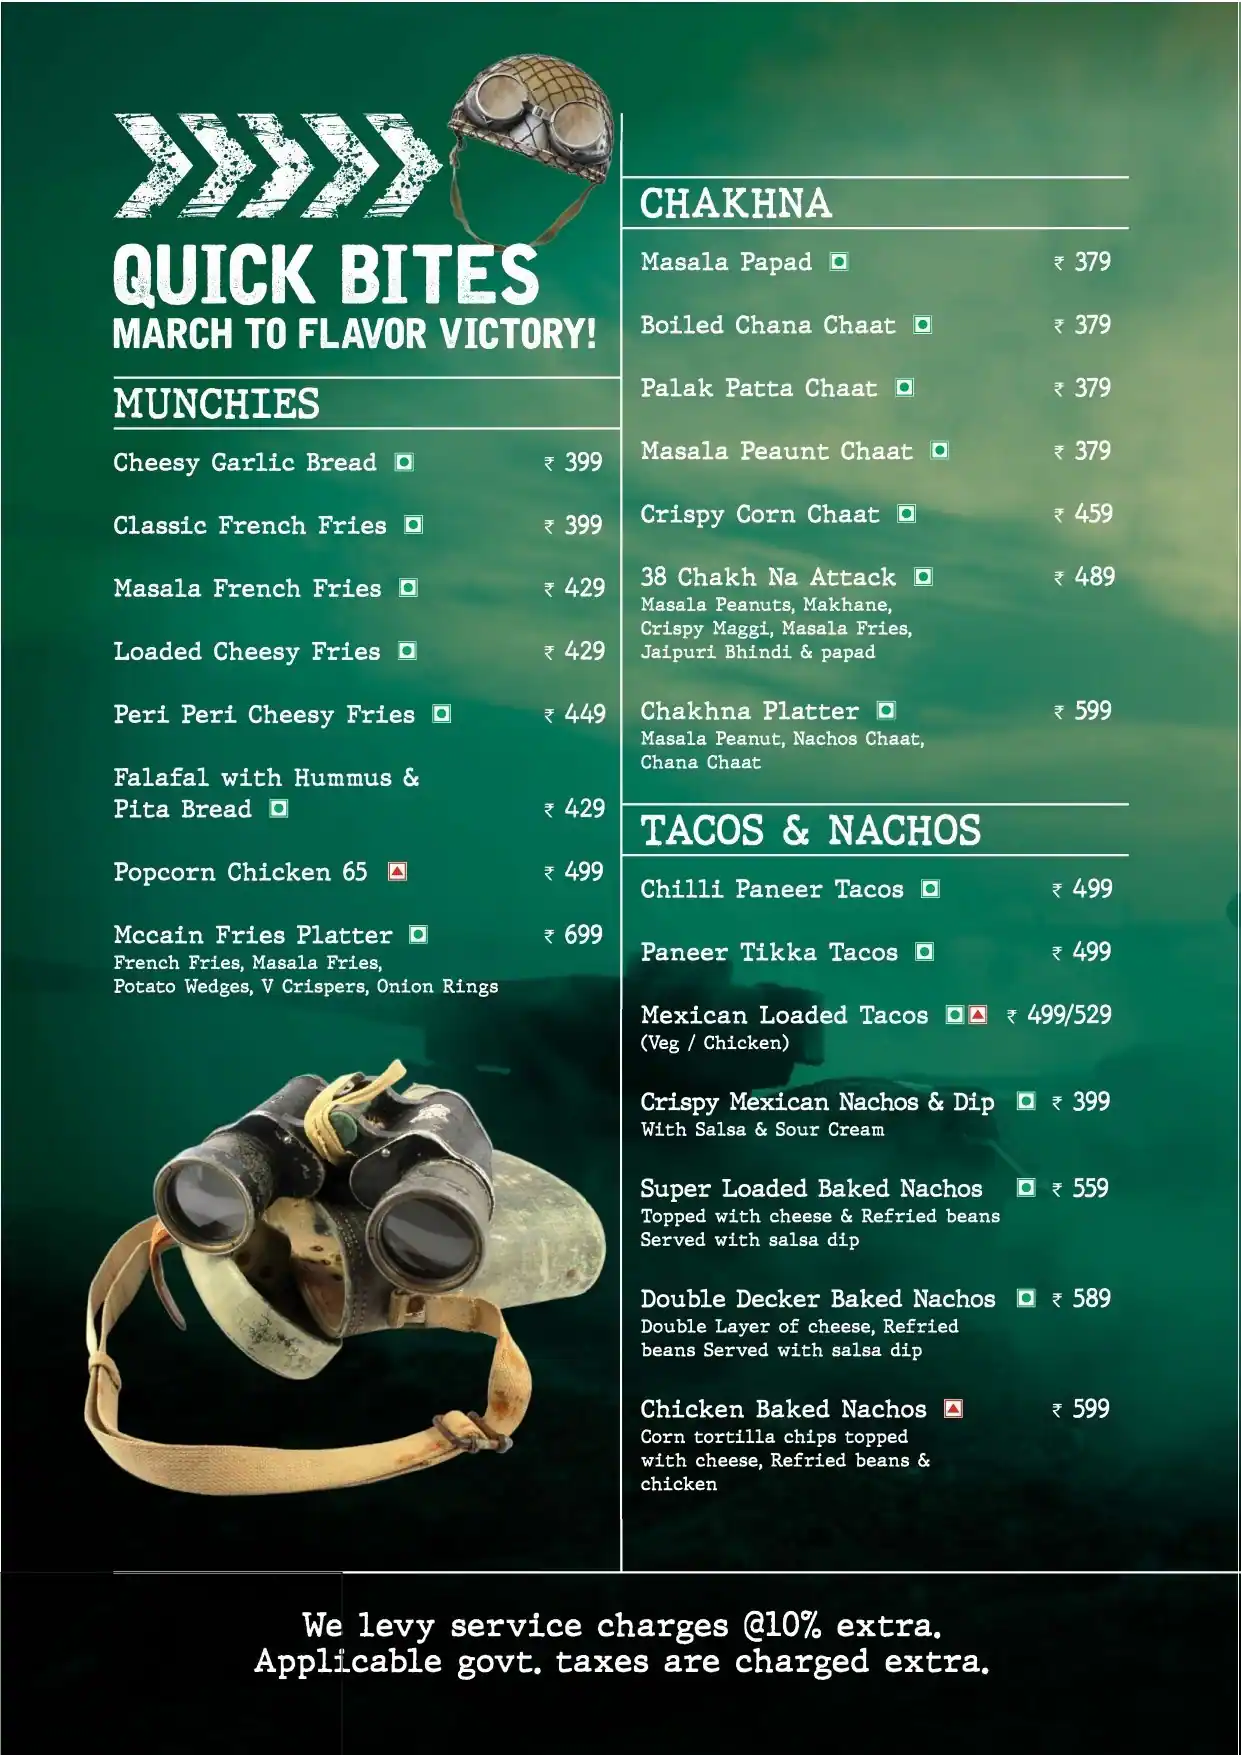 QUICK BITES
MARCH TO FLAVOR VICTORY!
MUNCHIES
Cheesy Garlic Bread ₹ 399
Classic French Fries ₹ 399
Masala French Fries ₹ 429
Loaded Cheesy Fries ₹ 429
Peri Peri Cheesy Fries ₹ 449
Falafal with Hummus &
Pita Bread ₹ 429
Popcorn Chicken 65 ₹ 499
Mccain Fries Platter ₹ 699
French Fries, Masala Fries,
Potato Wedges, V Crispers, Onion Rings
CHAKHNA
Masala Papad ₹ 379
Boiled Chana Chaat ₹ 379
Palak Patta Chaat ₹ 379
Masala Peaunt Chaat ₹ 379
Crispy Corn Chaat ₹ 459
38 Chakh Na Attack ₹ 489
Masala Peanuts, Makhane,
Crispy Maggi, Masala Fries,
Jaipuri Bhindi & papad
Chakhna Platter ₹ 599
Masala Peanut, Nachos Chaat,
Chana Chaat
TACOS & NACHOS
Chilli Paneer Tacos ₹ 499
Paneer Tikka Tacos ₹ 499
Mexican Loaded Tacos ₹ 499/529
(Veg / Chicken)
Crispy Mexican Nachos & Dip ₹ 399
With Salsa & Sour Cream
Super Loaded Baked Nachos ₹ 559
Topped with cheese & Refried beans
Served with salsa dip
Double Decker Baked Nachos ₹ 589
Double Layer of cheese, Refried
beans Served with salsa dip
Chicken Baked Nachos ₹ 599
Corn tortilla chips topped
with cheese, Refried beans &
chicken
We levy service charges @10% extra.
Applicable govt. taxes are charged extra.